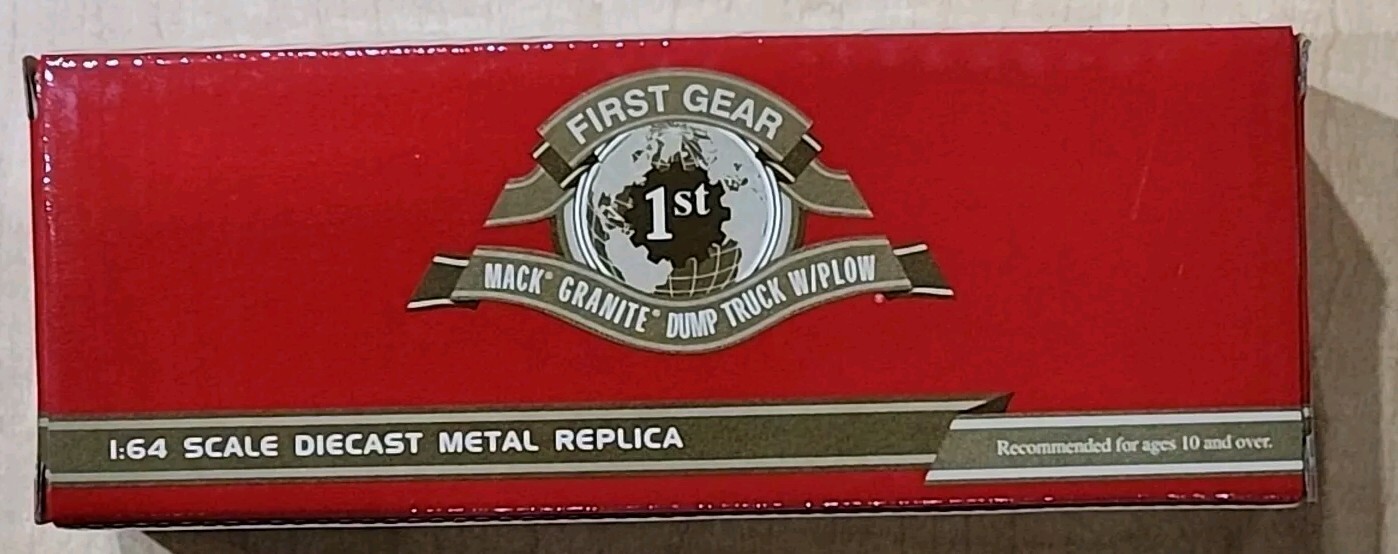 FIRST GEAR
1st
MACK® GRANITE® DUMP TRUCK W/PLOW
1:64 SCALE DIECAST METAL REPLICA
Recommended for ages 10 and over.